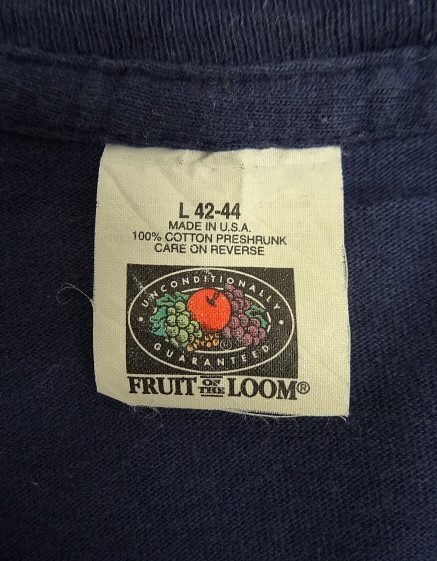 L 42-44
MADE IN U.S.A.
100% COTTON PRESHRUNK
CARE ON REVERSE
UNCONDITIONALLY
GUARANTEED
FRUIT OF THE LOOM®